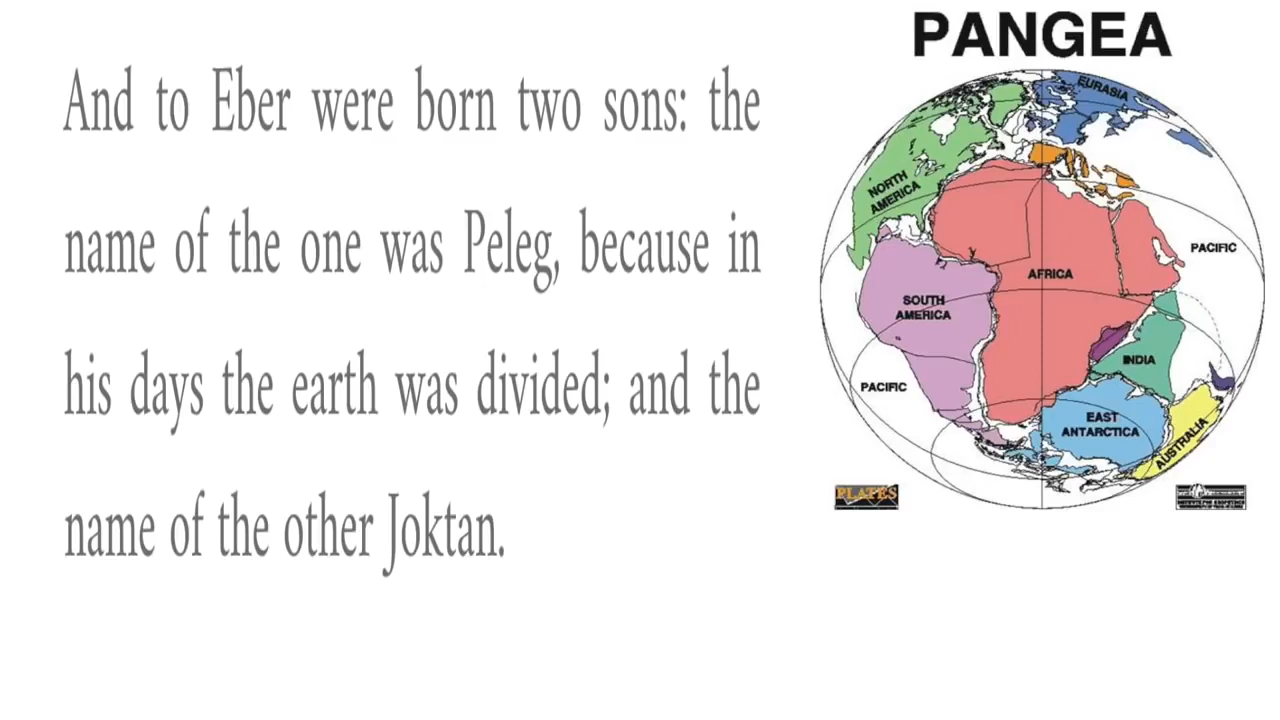 PANGEA
And to Eber were born two sons: the
name of the one was Peleg, because in
his days the earth was divided; and the
name of the other Joktan.
EURASIA
NORTH
AMERICA
PACIFIC
AFRICA
SOUTH
AMERICA
INDIA
PACIFIC
EAST
ANTARCTICA
AUSTRALIA
PLATES